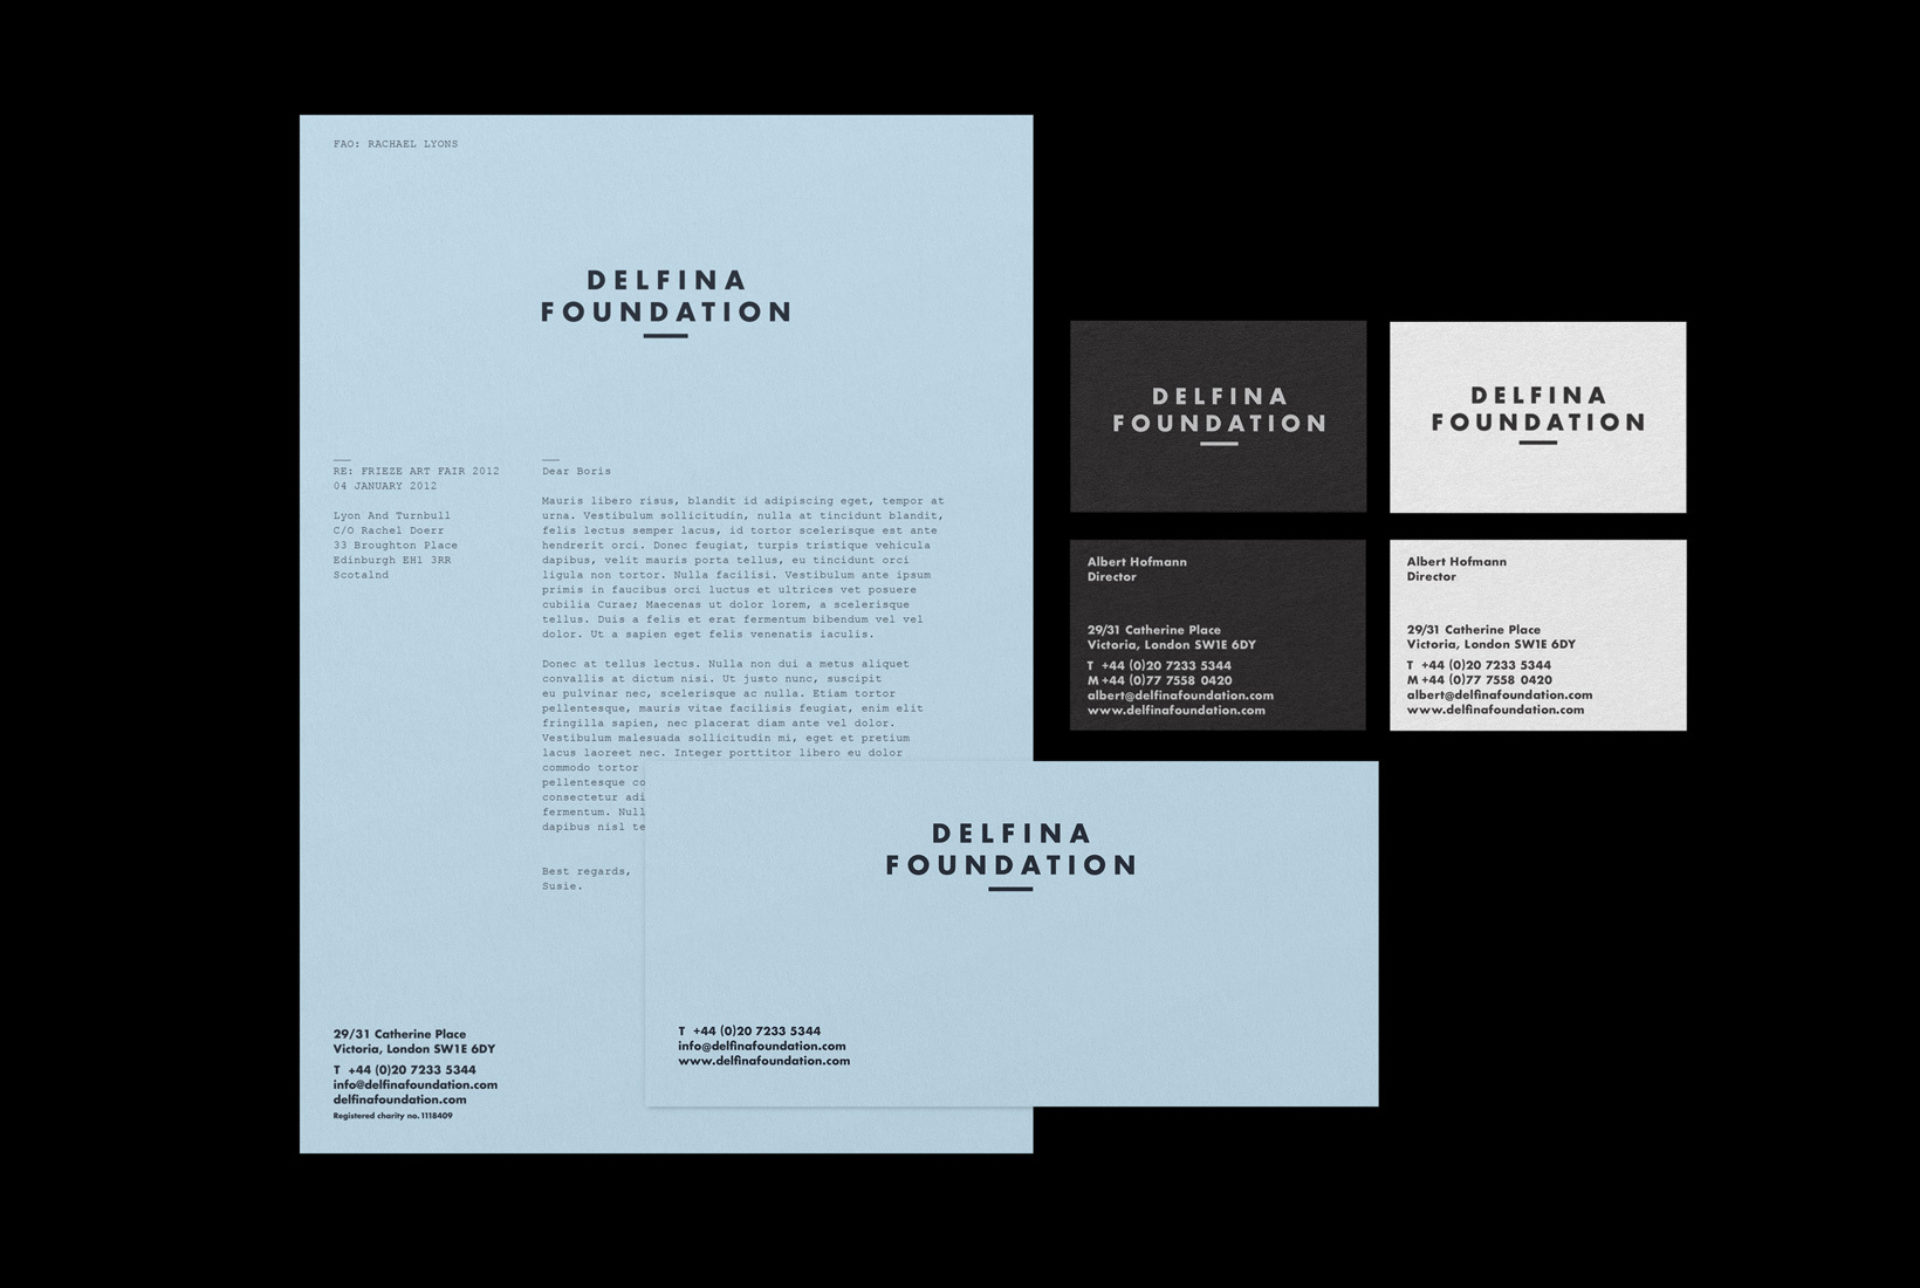 FAO: RACHAEL LYONS
DELFINA
FOUNDATION
RE: FRIEZE ART FAIR 2012
04 JANUARY 2012
Lyon And Turnbull
C/O Rachel Doerr
33 Broughton Place
Edinburgh EH1 3RR
Scotalnd
Dear Boris
Mauris libero risus, blandit id adipiscing eget, tempor at
urna. Vestibulum sollicitudin, nulla at tincidunt blandit,
felis lectus semper lacus, id tortor scelerisque est ante
hendrerit orci. Donec feugiat, turpis tristique vehicula
dapibus, velit mauris porta tellus, eu tincidunt orci
ligula non tortor. Nulla facilisi. Vestibulum ante ipsum
primis in faucibus orci luctus et ultrices vet posuere
cubilia Curae; Maecenas ut dolor lorem, a scelerisque
tellus. Duis a felis et erat fermentum bibendum vel vel
dolor. Ut a sapien eget felis venenatis iaculis.
Donec at tellus lectus. Nulla non dui a metus aliquet
convallis at dictum nisi. Ut justo nunc, suscipit
eu pulvinar nec, scelerisque ac nulla. Etiam tortor
pellentesque, mauris vitae facilisis feugiat, enim elit
fringilla sapien, nec placerat diam ante vel dolor.
Vestibulum malesuada sollicitudin mi, eget et pretium
lacus laoreet nec. Integer porttitor libero eu dolor
commodo tortor
pellentesque co
consectetur adi
fermentum. Null
dapibus nisl te
Best regards,
Susie.
29/31 Catherine Place
Victoria, London SW1E 6DY
T +44 (0)20 7233 5344
info@delfinafoundation.com
delfinafoundation.com
Registered charity no. 1118409
DELFINA
FOUNDATION
T +44 (0)20 7233 5344
info@delfinafoundation.com
www.delfinafoundation.com
DELFINA
FOUNDATION
DELFINA
FOUNDATION
Albert Hofmann
Director
29/31 Catherine Place
Victoria, London SW1E 6DY
T +44 (0)20 7233 5344
M +44 (0)77 7558 0420
albert@delfinafoundation.com
www.delfinafoundation.com
Albert Hofmann
Director
29/31 Catherine Place
Victoria, London SW1E 6DY
T +44 (0)20 7233 5344
M +44 (0)77 7558 0420
albert@delfinafoundation.com
www.delfinafoundation.com